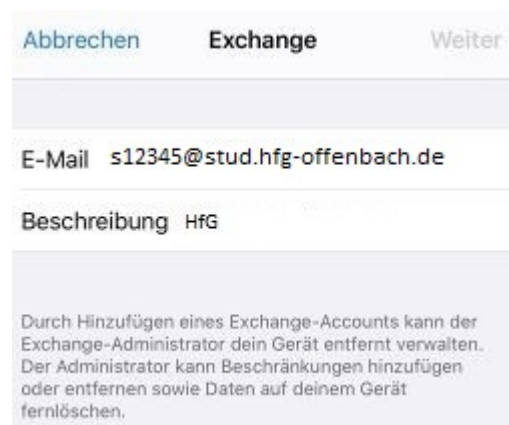 Abbrechen Exchange Weiter
E-Mail s12345@stud.hfg-offenbach.de
Beschreibung HfG
Durch Hinzufügen eines Exchange-Accounts kann der
Exchange-Administrator dein Gerät entfernt verwalten.
Der Administrator kann Beschränkungen hinzufügen
oder entfernen sowie Daten auf deinem Gerät
fernlöschen.